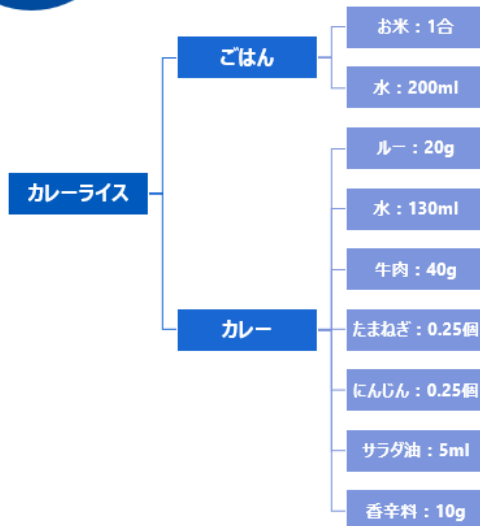 カレーライス
ごはん
お米：1合
水：200ml
カレー
ルー：20g
水：130ml
牛肉：40g
たまねぎ：0.25個
にんじん：0.25個
サラダ油：5ml
香辛料：10g